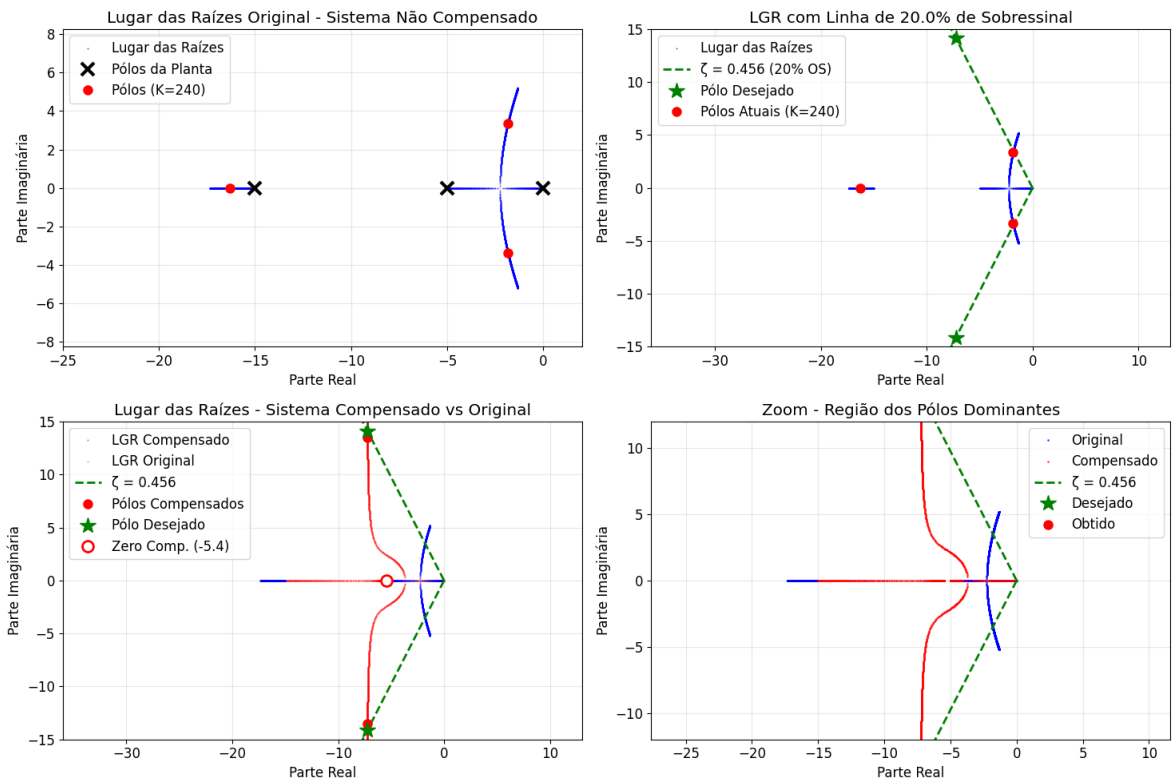 Lugar das Raízes Original - Sistema Não Compensado
8
6
4
2
0
−2
−4
−6
−8
Parte Imaginária
Lugar das Raízes
Pólos da Planta
Pólos (K=240)
−25
−20
−15
−10
−5
0
Parte Real
LGR com Linha de 20.0% de Sobressinal
15
10
5
0
−5
−10
−15
Parte Imaginária
Lugar das Raízes
ζ = 0.456 (20% OS)
Pólo Desejado
Pólos Atuais (K=240)
−30
−20
−10
0
10
Parte Real
Lugar das Raízes - Sistema Compensado vs Original
15
10
5
0
−5
−10
−15
Parte Imaginária
LGR Compensado
LGR Original
ζ = 0.456
Pólos Compensados
Pólo Desejado
Zero Comp. (-5.4)
−30
−20
−10
0
10
Parte Real
Zoom - Região dos Pólos Dominantes
10
5
0
−5
−10
Parte Imaginária
Original
Compensado
ζ = 0.456
Desejado
Obtido
−25
−20
−15
−10
−5
0
5
10
Parte Real